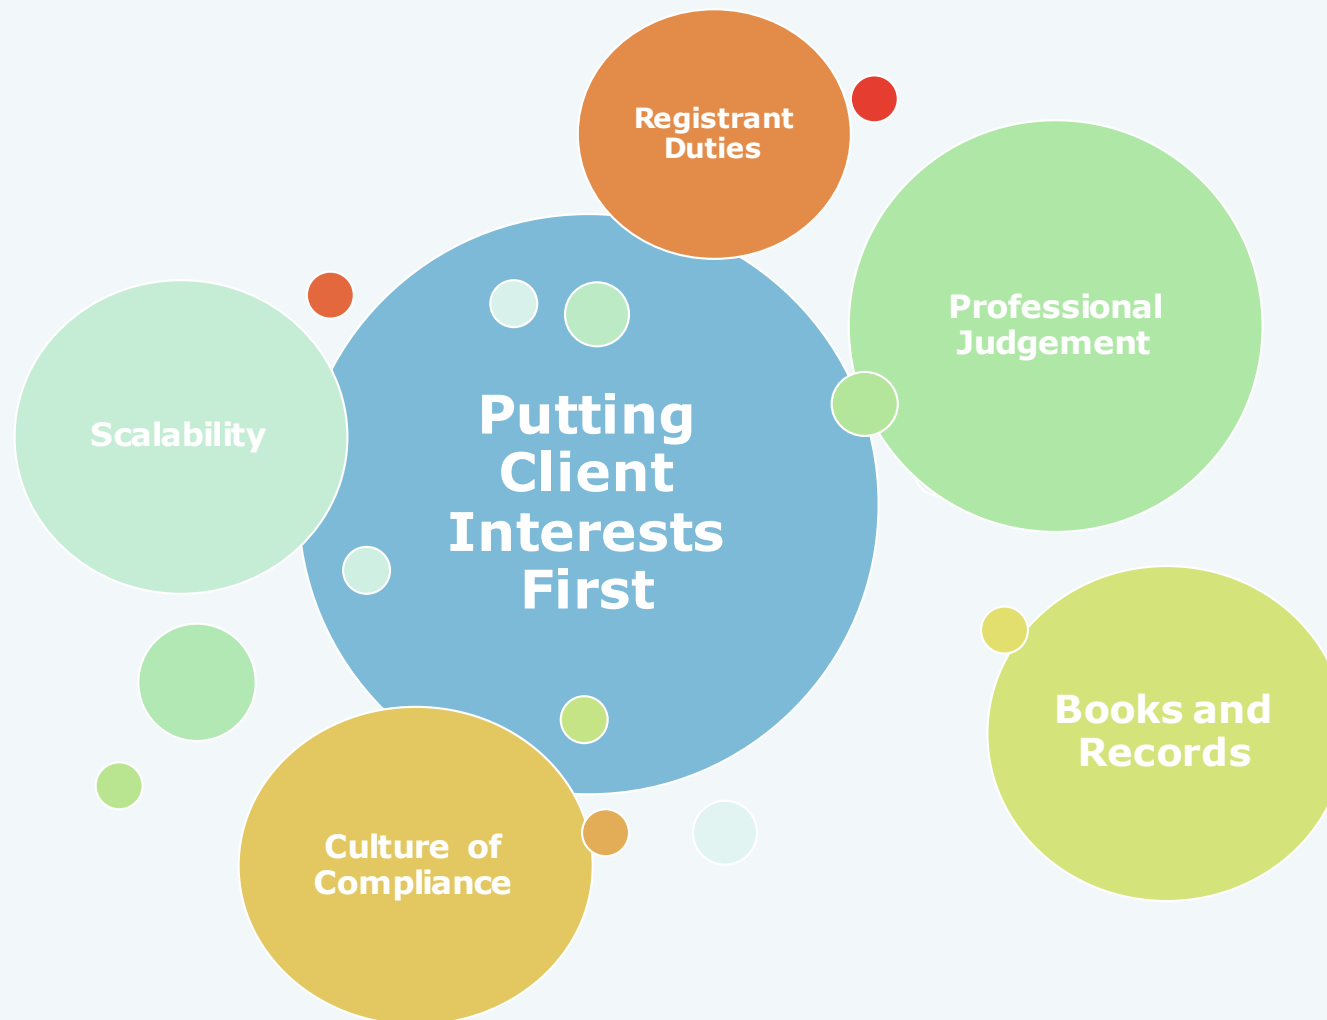 Registrant
Duties
Professional
Judgement
Scalability
Putting
Client
Interests
First
Books and
Records
Culture of
Compliance